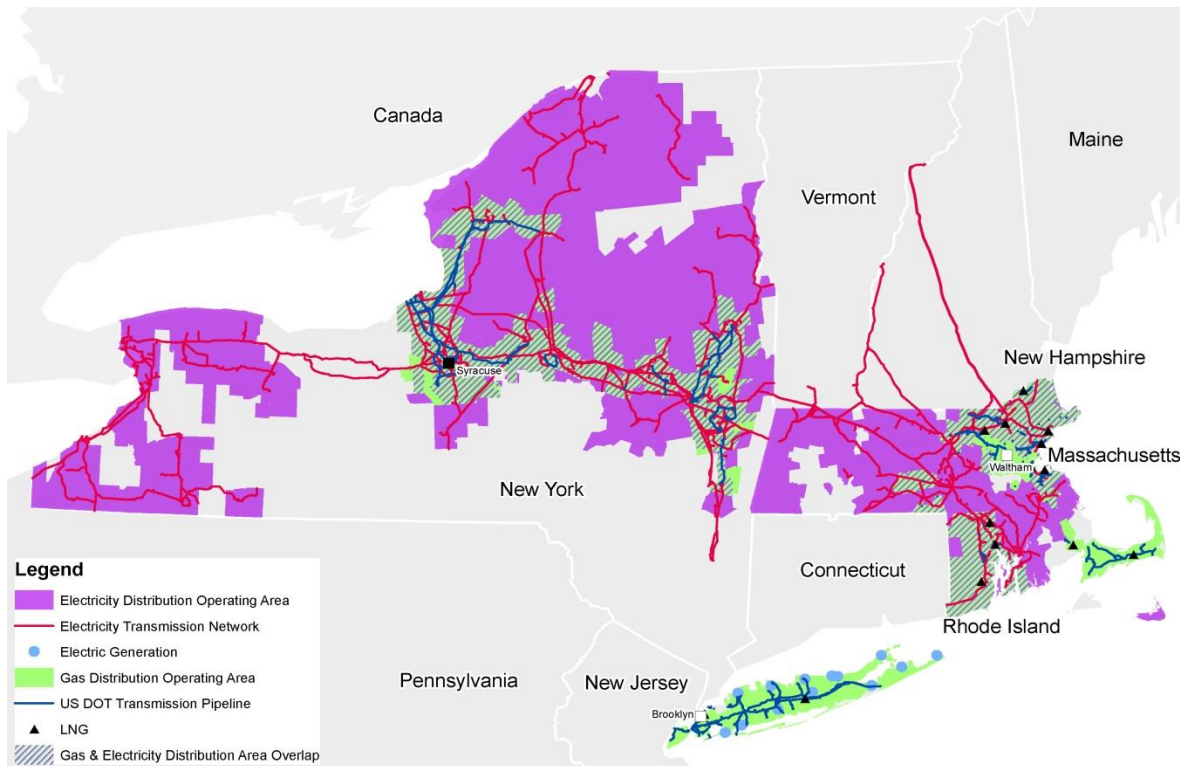 Canada
Maine
Vermont
New Hampshire
Syracuse
Massachusetts
Waltham
New York
Connecticut
Rhode Island
Pennsylvania
New Jersey
Brooklyn
Legend
Electricity Distribution Operating Area
Electricity Transmission Network
Electric Generation
Gas Distribution Operating Area
US DOT Transmission Pipeline
LNG
Gas & Electricity Distribution Area Overlap